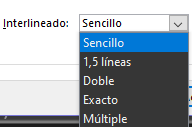 Interlineado: Sencillo
Sencillo
1,5 líneas
Doble
Exacto
Múltiple